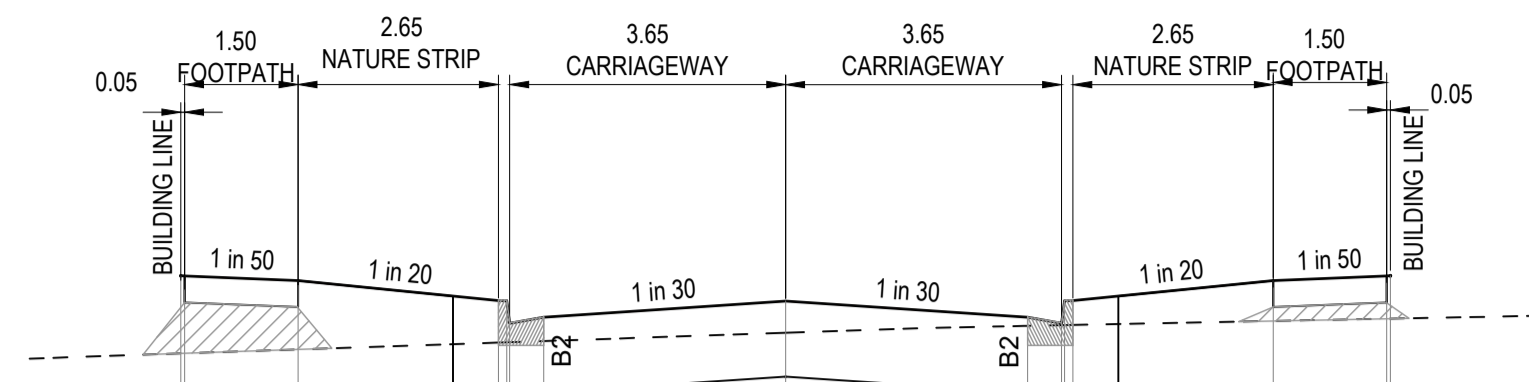 0.05
1.50
FOOTPATH
2.65
NATURE STRIP
3.65
CARRIAGEWAY
3.65
CARRIAGEWAY
2.65
NATURE STRIP
1.50
FOOTPATH
0.05
BUILDING LINE
1 in 50
1 in 20
1 in 30
1 in 30
1 in 20
1 in 50
BUILDING LINE
B2
B2